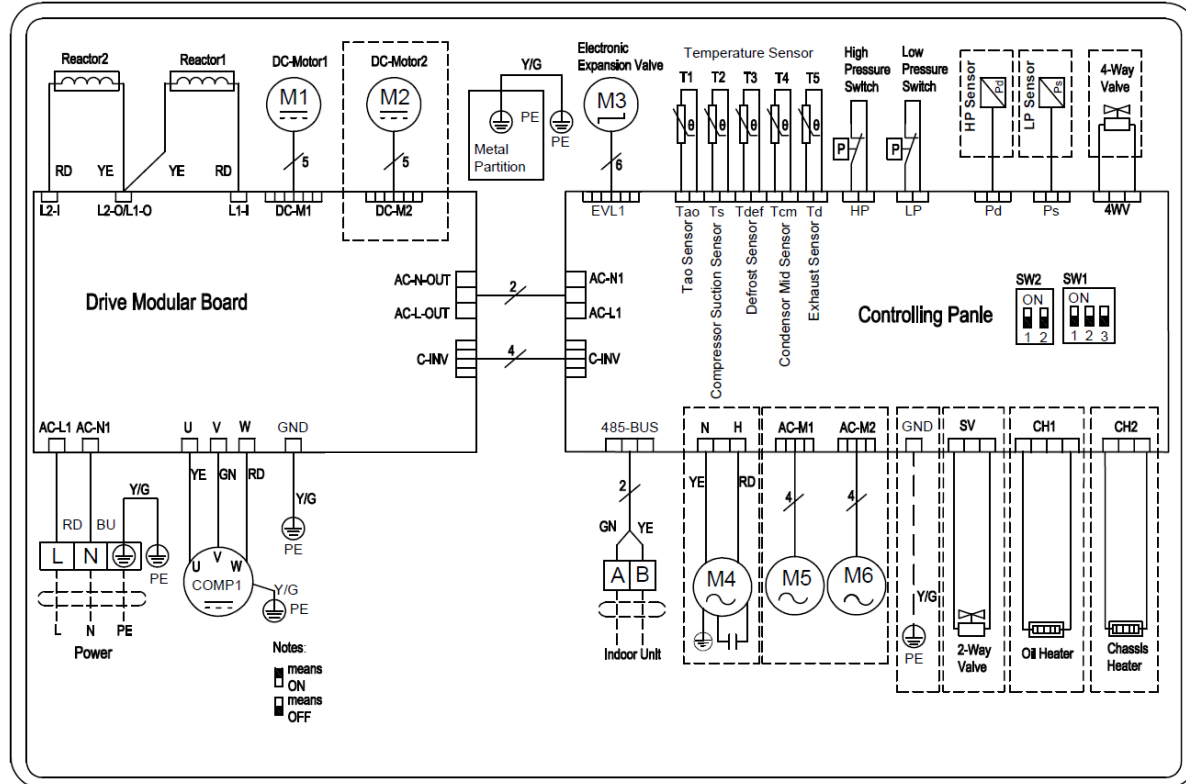 Reactor2
Reactor1
DC-Motor1
DC-Motor2
Y/G
Electronic
Expansion Valve
Temperature Sensor
High
Pressure
Switch
Low
Pressure
Switch
HP Sensor
LP Sensor
4-Way
Valve
M1
M2
PE
PE
Metal
Partition
M3
T1 T2 T3 T4 T5
θ θ θ θ θ
P
P
Pd
Ps
RD YE YE RD
5
5
6
L2-I L2-O/L1-O L1-I DC-M1 DC-M2
EVL1 Tao Ts Tdef Tcm Td HP LP Pd Ps 4WV
Tao Sensor
Compressor Suction Sensor
Defrost Sensor
Condensor Mid Sensor
Exhaust Sensor
Drive Modular Board
AC-N-OUT
AC-L-OUT
C-INV
2
4
AC-N1
AC-L1
C-INV
Controlling Panle
SW2 SW1
ON ON
1 2 1 2 3
AC-L1 AC-N1 U V W GND
485-BUS N H AC-M1 AC-M2 GND SV CH1 CH2
YE GN RD
Y/G
Y/G
RD BU
L N
PE
PE
U V W
COMP1
Y/G
PE
L N PE
Power
Notes:
means
ON
means
OFF
2
GN YE
A B
Indoor Unit
YE RD
M4
4
4
M5
M6
Y/G
PE
2-Way
Valve
Oil Heater
Chassis
Heater